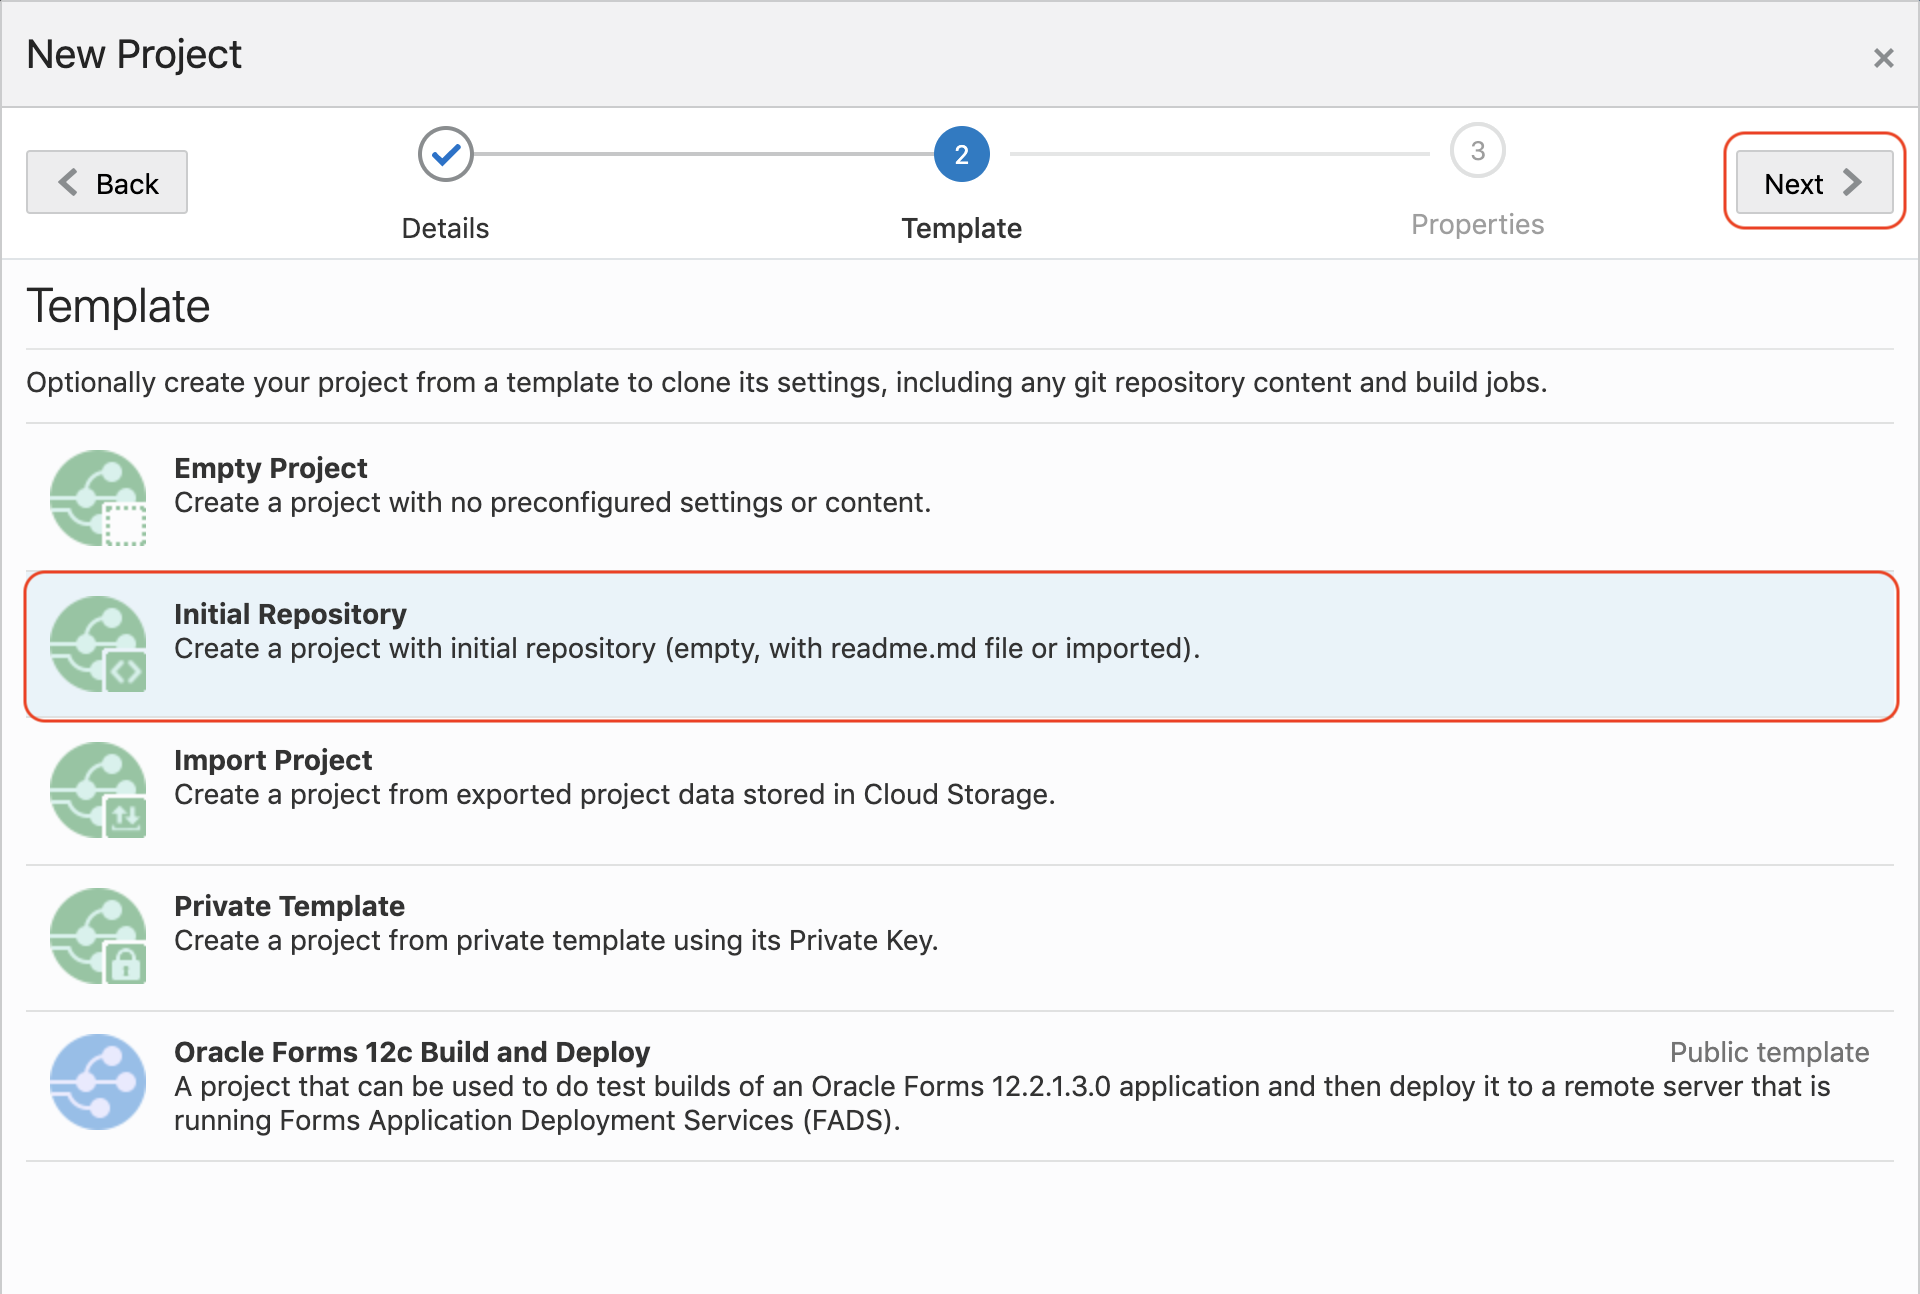 New Project
Back
Details
2
Template
3
Properties
Next
Template
Optionally create your project from a template to clone its settings, including any git repository content and build jobs.
Empty Project
Create a project with no preconfigured settings or content.
Initial Repository
Create a project with initial repository (empty, with readme.md file or imported).
Import Project
Create a project from exported project data stored in Cloud Storage.
Private Template
Create a project from private template using its Private Key.
Oracle Forms 12c Build and Deploy
Public template
A project that can be used to do test builds of an Oracle Forms 12.2.1.3.0 application and then deploy it to a remote server that is
running Forms Application Deployment Services (FADS).